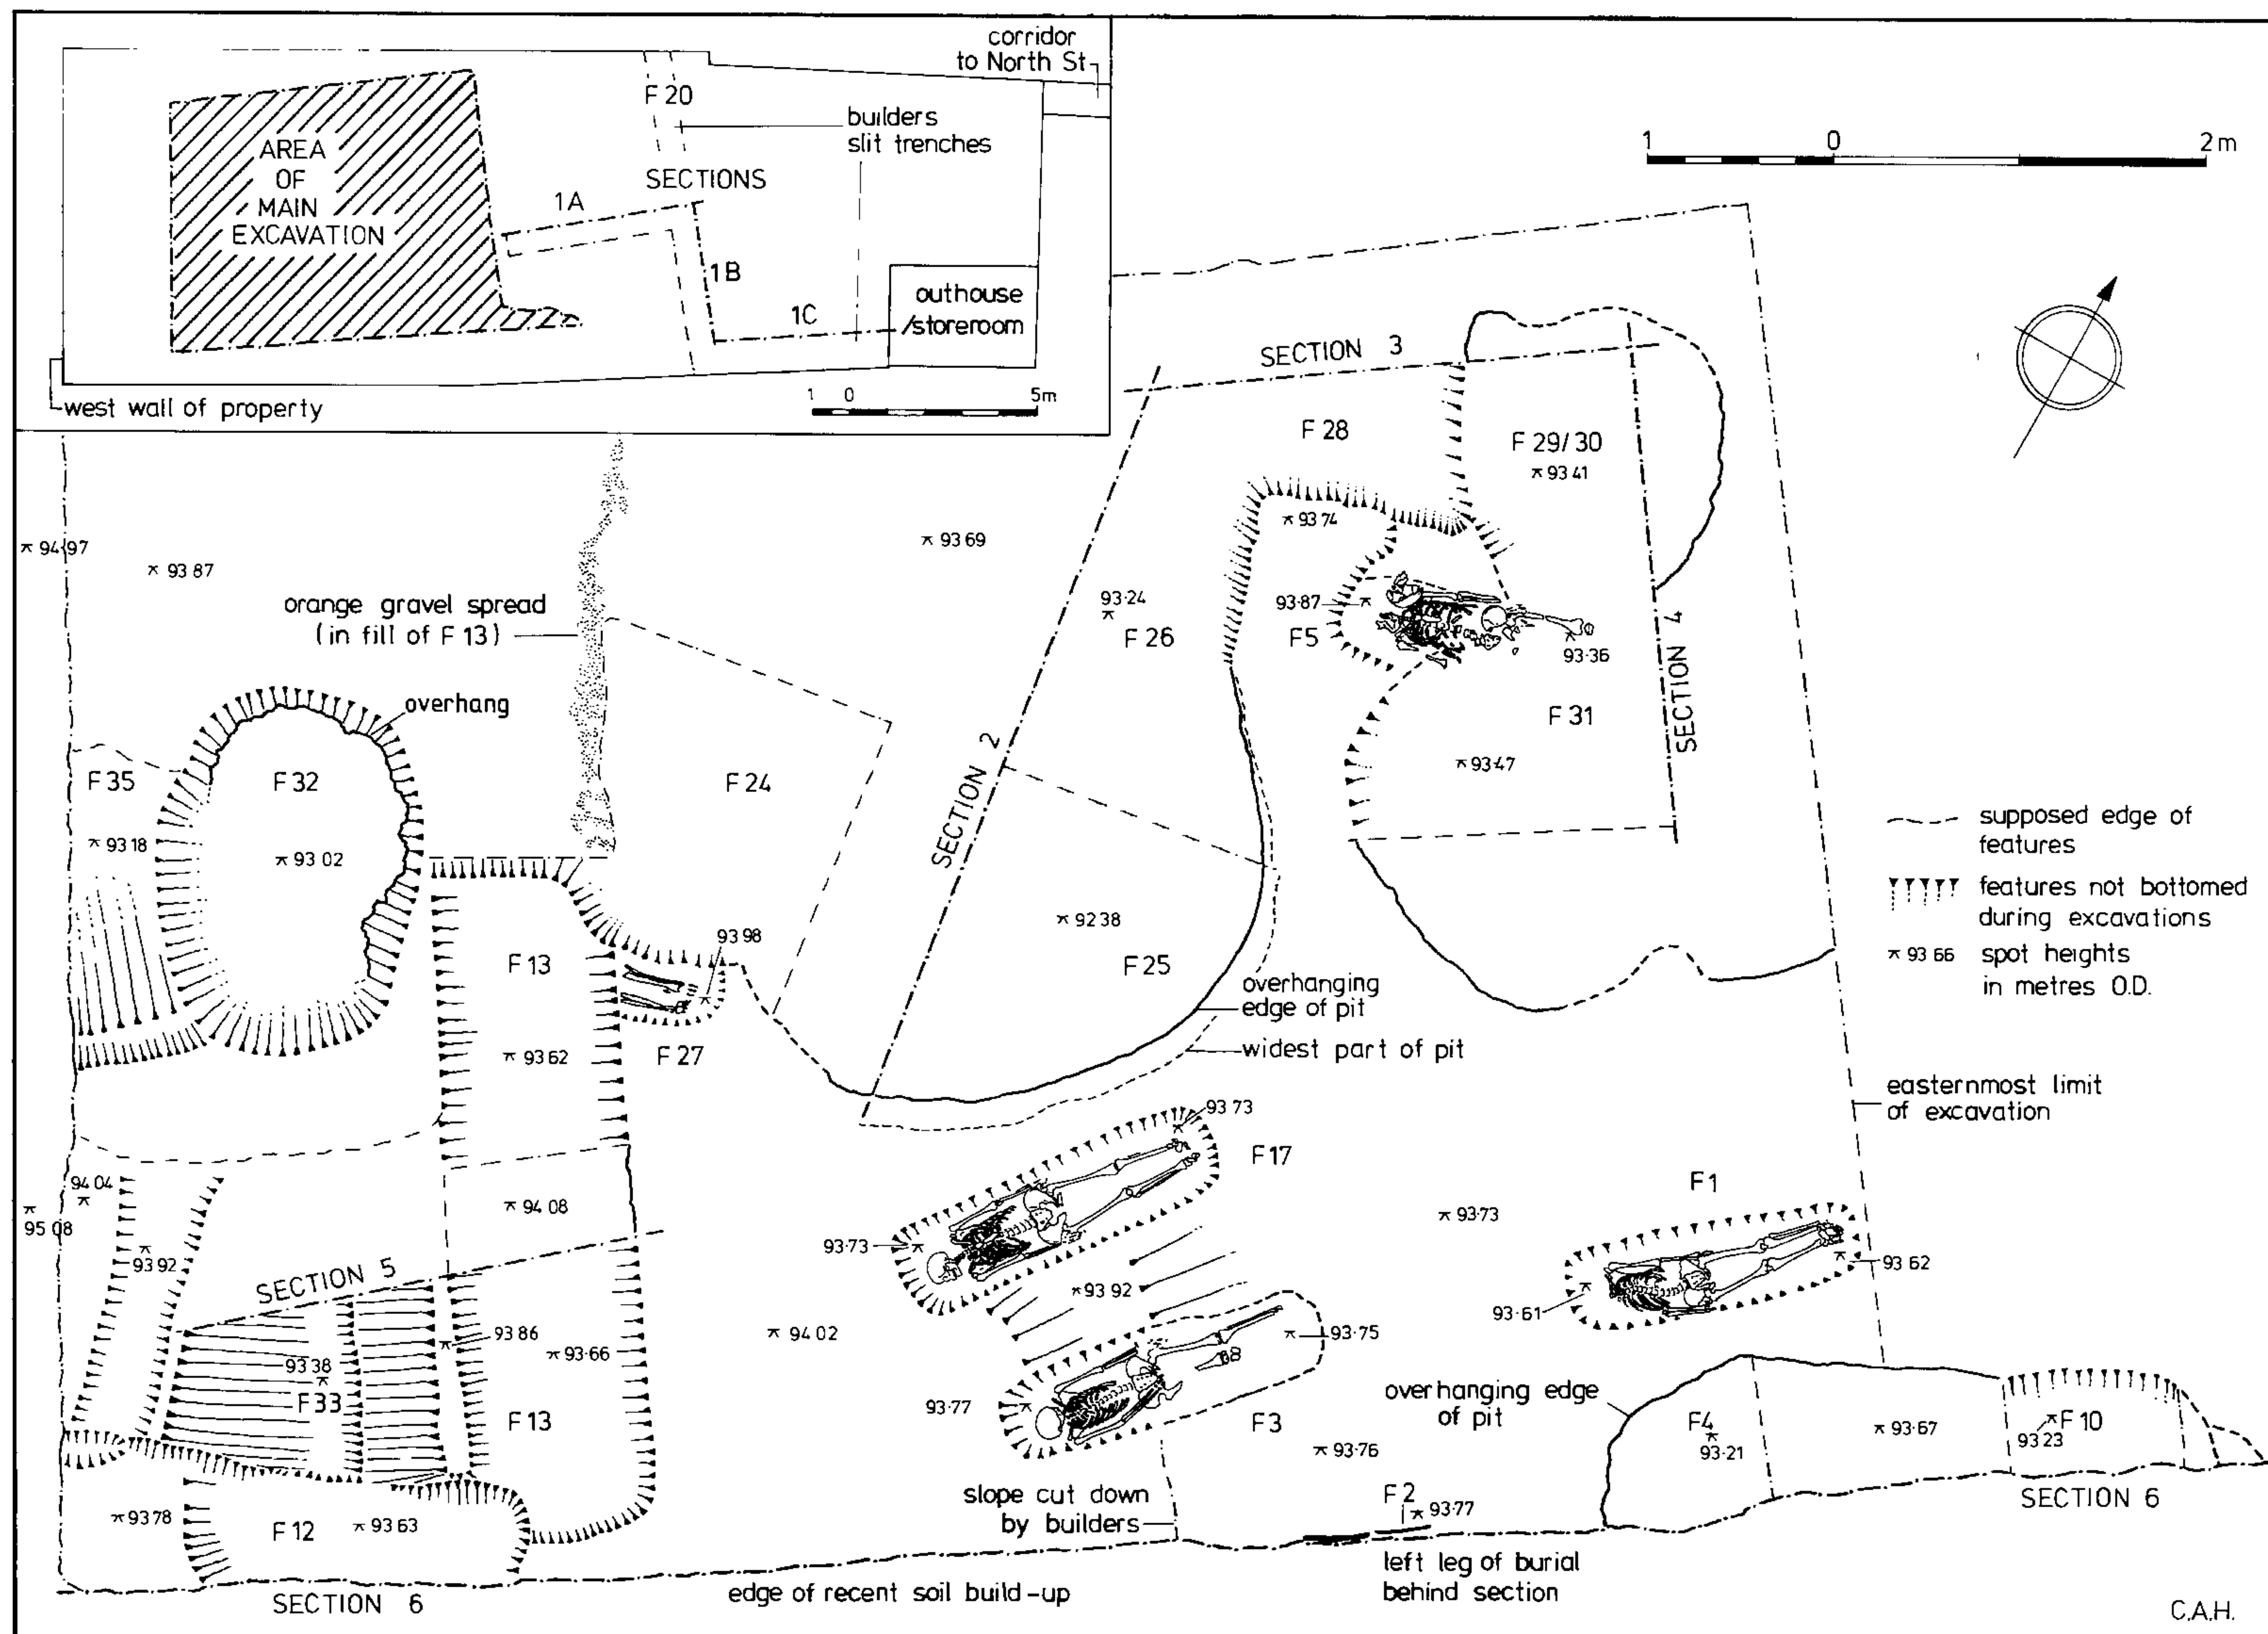 corridor
to North St
F 20
builders
slit trenches
AREA
OF
MAIN
EXCAVATION
SECTIONS
1A
1B
1C
outhouse
/storeroom
west wall of property
1 0 5m
1 0 2m
SECTION 3
F 28
F 29/30
93 41
94·97
93 87
93 69
93 74
orange gravel spread
(in fill of F 13)
93·24
F 26
93·87
F5
93·36
overhang
SECTION 4
F 31
F 35
F 32
F 24
SECTION 2
93·47
93 18
93 02
supposed edge of
features
features not bottomed
during excavations
93 66 spot heights
in metres O.D.
92 38
93 98
F 13
F 25
overhanging
edge of pit
widest part of pit
93 62
F 27
easternmost limit
of excavation
93 73
F 17
94 04
F 1
95 08
94 08
93·73
93 92
93·73
93 62
SECTION 5
93 92
93·61
93 86
94 02
93·75
93 38
93·66
F 33
93·77
overhanging edge
of pit
F 13
F 3
F4
93·21
93·67
F 10
93 23
93·76
slope cut down
by builders
F 2
93·77
SECTION 6
93 78
F 12
93 63
left leg of burial
behind section
edge of recent soil build-up
SECTION 6
C.A.H.